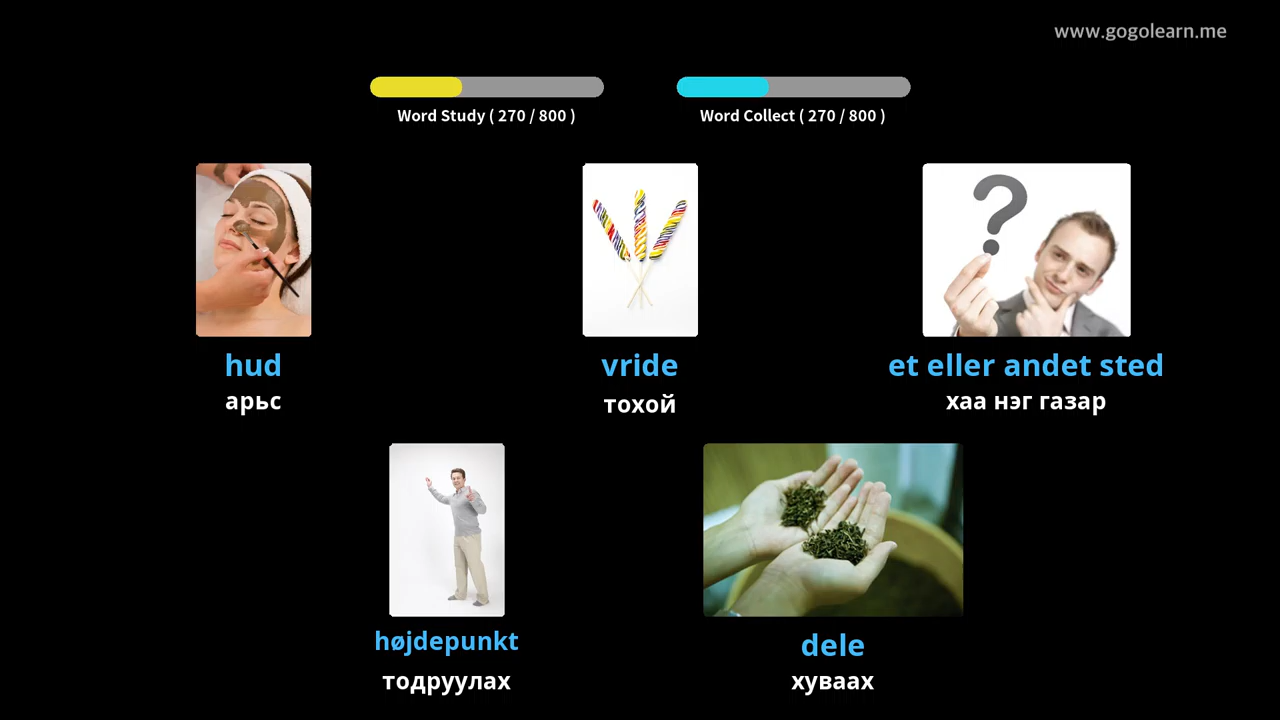 www.gogolearn.me
Word Study ( 270 / 800 )
Word Collect ( 270 / 800 )
hud
арьс
vride
тохой
et eller andet sted
хаа нэг газар
højdepunkt
тодруулах
dele
хуваах